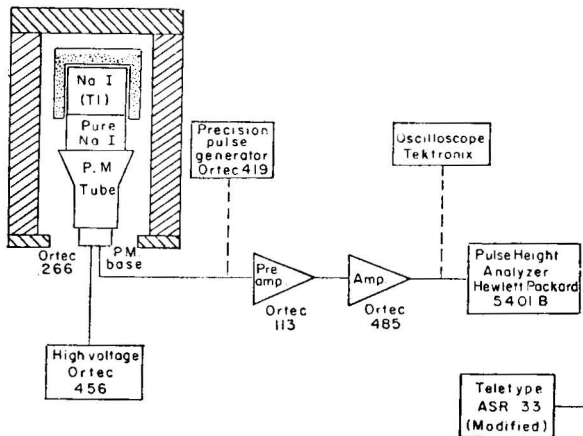 Na I
(Tl)
Pure
Na I
P.M
Tube
Ortec
266
P.M.
base
High voltage
Ortec
456
Precision
pulse
generator
Ortec 419
Pre
amp.
Ortec
113
Amp.
Ortec
485
Oscilloscope
Tektronix
Pulse Height
Analyzer
Hewlett Packard
5401 B
Teletype
ASR 33
(Modified)